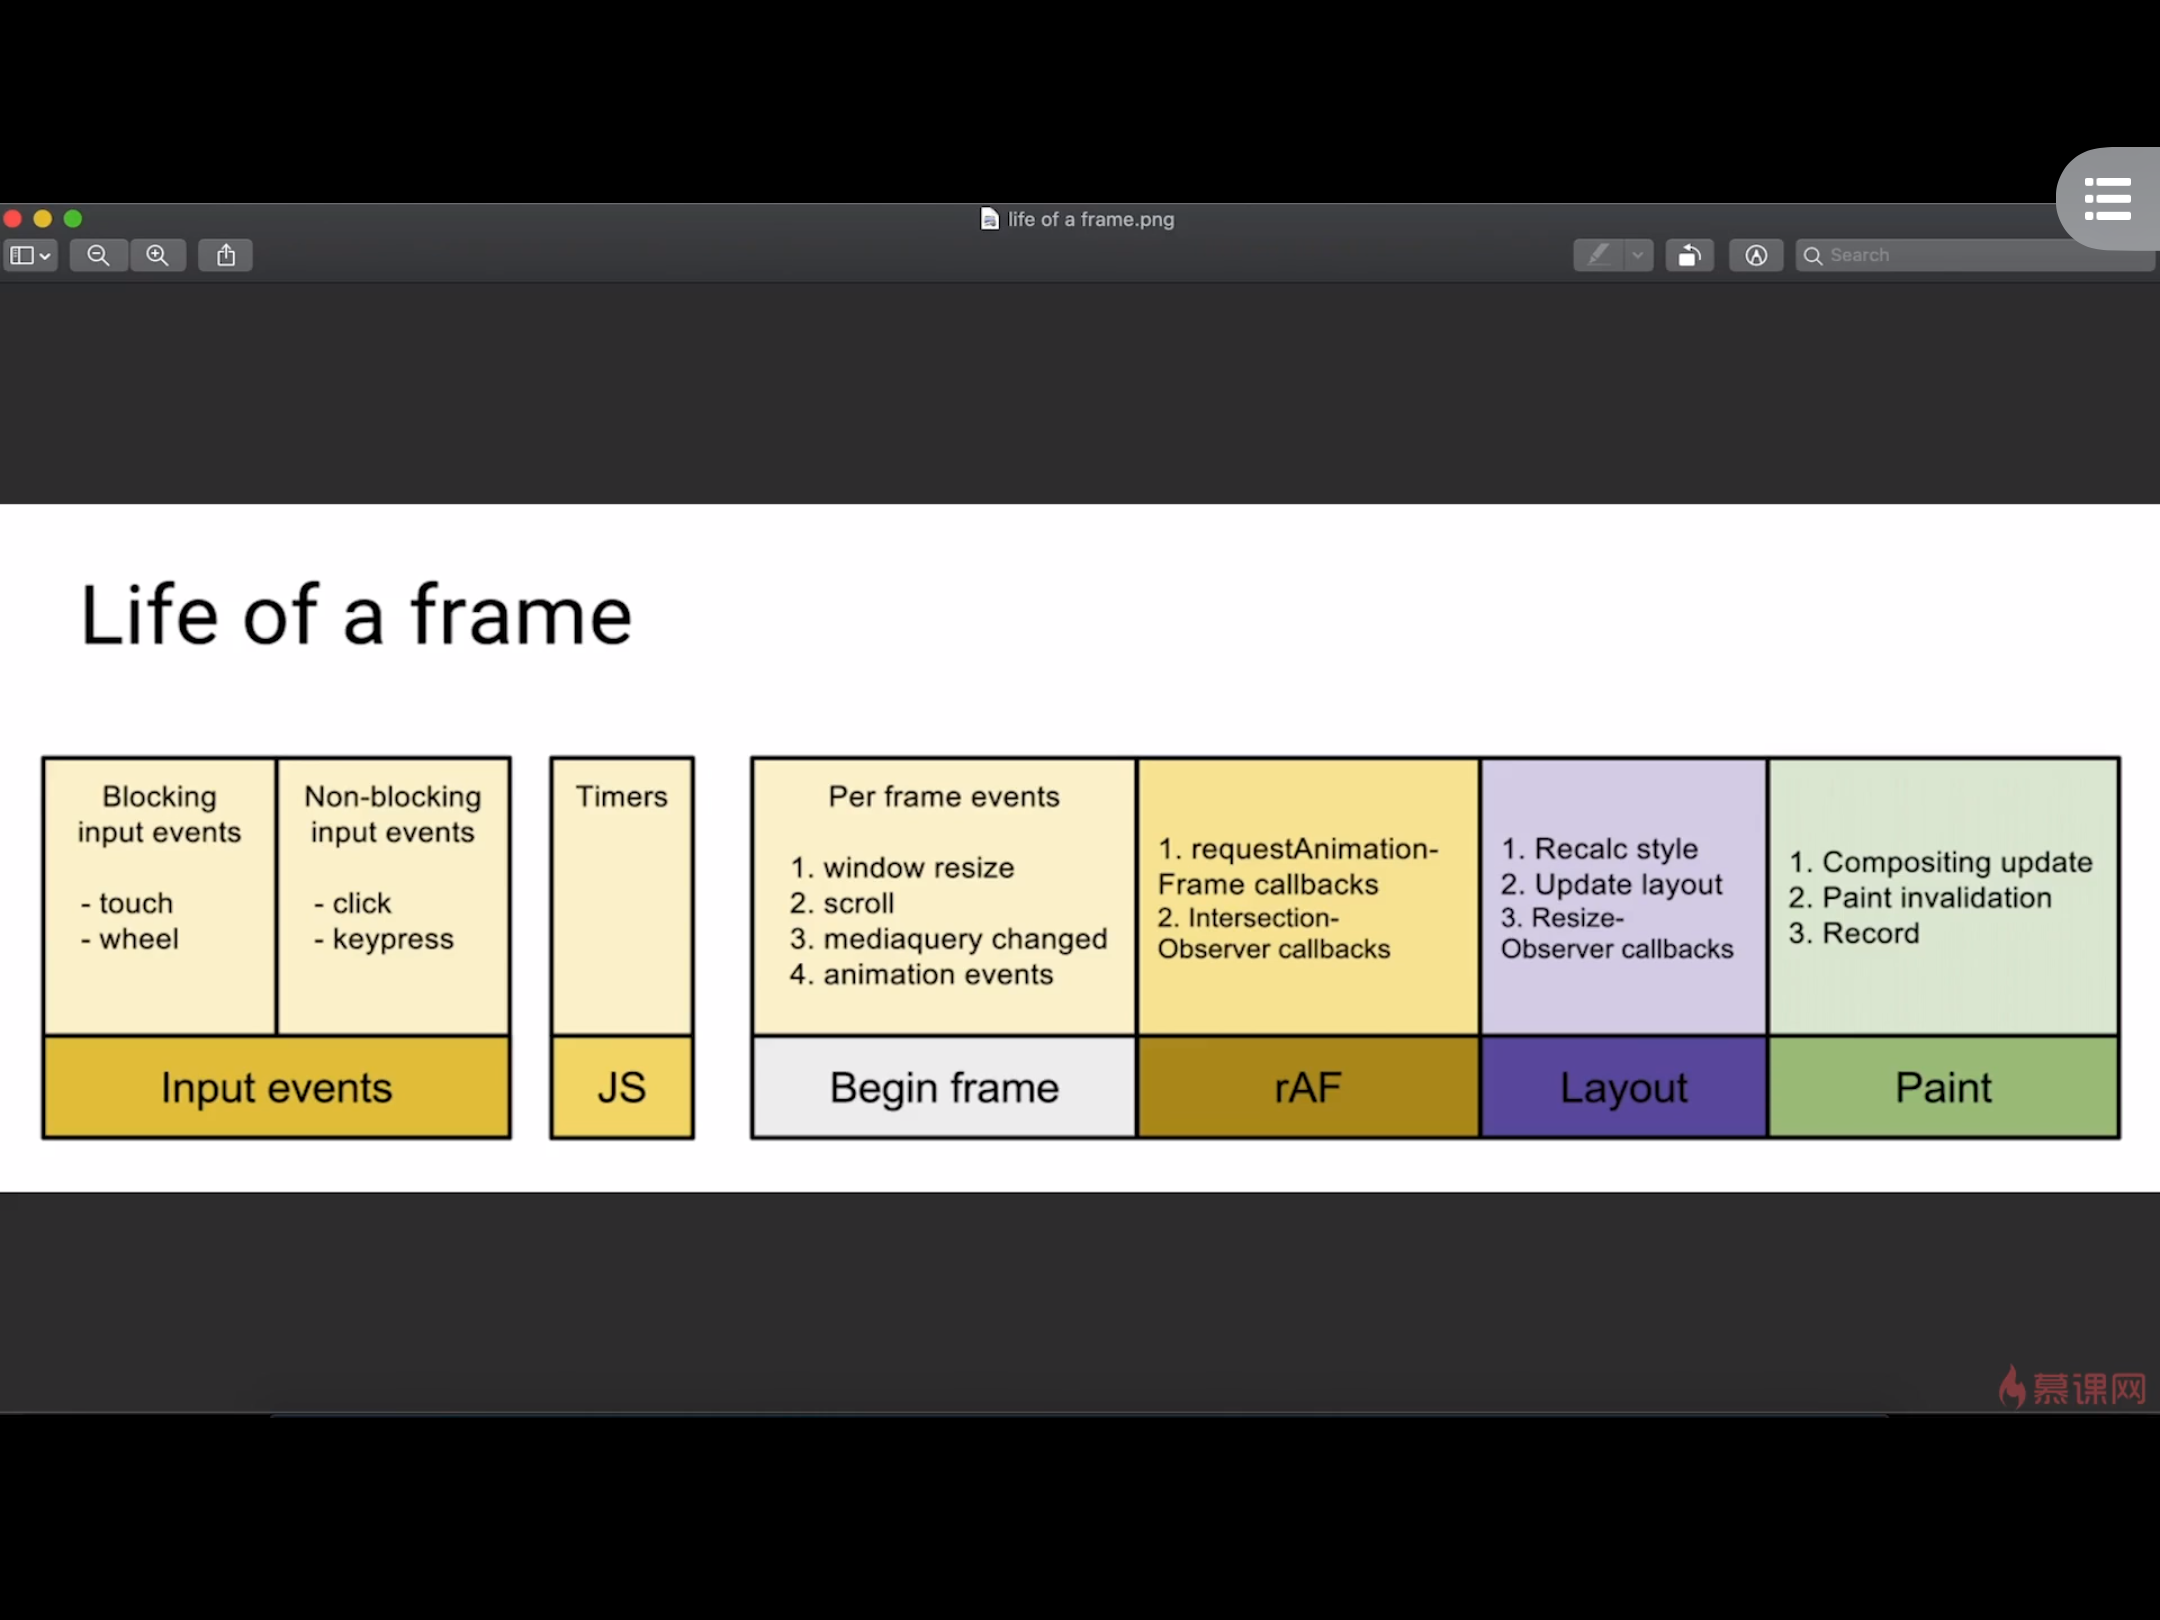 life of a frame.png
Search
Life of a frame
Blocking
input events
- touch
- wheel
Non-blocking
input events
- click
- keypress
Input events
Timers
JS
Per frame events
1. window resize
2. scroll
3. mediaquery changed
4. animation events
Begin frame
1. requestAnimation-
Frame callbacks
2. Intersection-
Observer callbacks
rAF
1. Recalc style
2. Update layout
3. Resize-
Observer callbacks
Layout
1. Compositing update
2. Paint invalidation
3. Record
Paint
慕课网